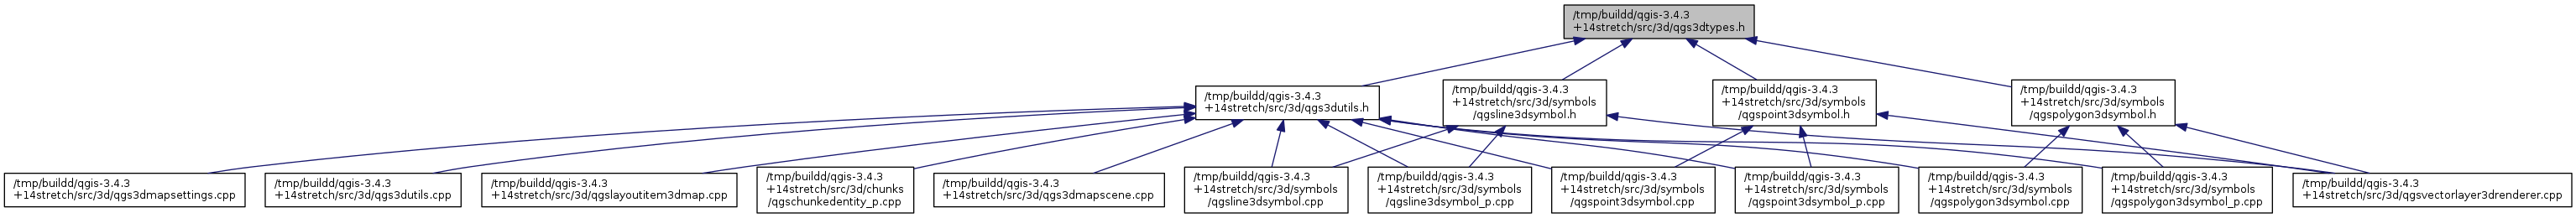 /tmp/buildd/qgis-3.4.3
+14stretch/src/3d/qgs3dtypes.h
/tmp/buildd/qgis-3.4.3
+14stretch/src/3d/qgs3dutils.h
/tmp/buildd/qgis-3.4.3
+14stretch/src/3d/symbols
/qgsline3dsymbol.h
/tmp/buildd/qgis-3.4.3
+14stretch/src/3d/symbols
/qgspoint3dsymbol.h
/tmp/buildd/qgis-3.4.3
+14stretch/src/3d/symbols
/qgspolygon3dsymbol.h
/tmp/buildd/qgis-3.4.3
+14stretch/src/3d/qgs3dmapsettings.cpp
/tmp/buildd/qgis-3.4.3
+14stretch/src/3d/qgs3dutils.cpp
/tmp/buildd/qgis-3.4.3
+14stretch/src/3d/qgslayoutitem3dmap.cpp
/tmp/buildd/qgis-3.4.3
+14stretch/src/3d/chunks
/qgschunkedentity_p.cpp
/tmp/buildd/qgis-3.4.3
+14stretch/src/3d/qgs3dmapscene.cpp
/tmp/buildd/qgis-3.4.3
+14stretch/src/3d/symbols
/qgsline3dsymbol.cpp
/tmp/buildd/qgis-3.4.3
+14stretch/src/3d/symbols
/qgsline3dsymbol_p.cpp
/tmp/buildd/qgis-3.4.3
+14stretch/src/3d/symbols
/qgspoint3dsymbol.cpp
/tmp/buildd/qgis-3.4.3
+14stretch/src/3d/symbols
/qgspoint3dsymbol_p.cpp
/tmp/buildd/qgis-3.4.3
+14stretch/src/3d/symbols
/qgspolygon3dsymbol.cpp
/tmp/buildd/qgis-3.4.3
+14stretch/src/3d/symbols
/qgspolygon3dsymbol_p.cpp
/tmp/buildd/qgis-3.4.3
+14stretch/src/3d/qgsvectorlayer3drenderer.cpp